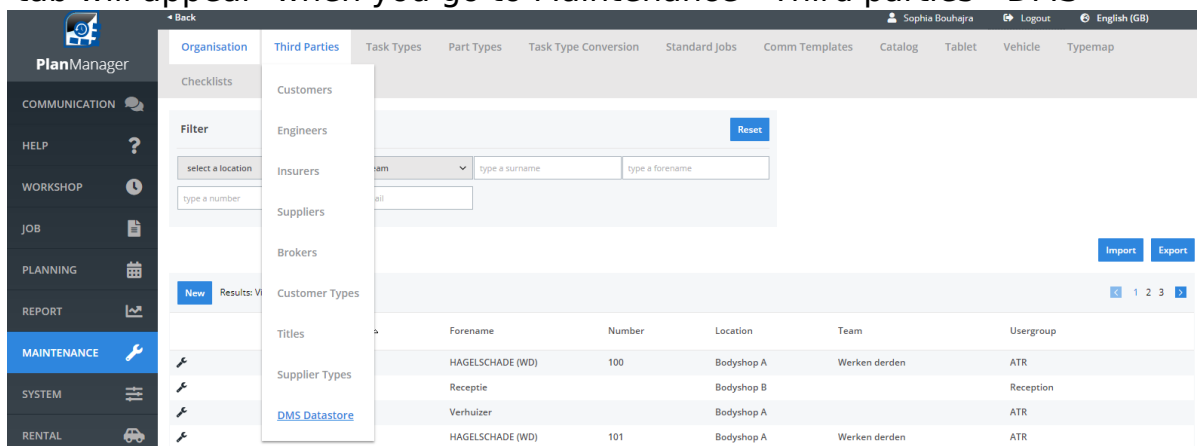 tab will appear when you go to Maintenance - Third parties - DMS
Back
Sophia Bouhajra
Logout
English (GB)
PlanManager
Organisation Third Parties Task Types Part Types Task Type Conversion Standard Jobs Comm Templates Catalog Tablet Vehicle Typemap
Checklists
Customers
Engineers
Insurers
Suppliers
Brokers
Customer Types
Titles
Supplier Types
DMS Datastore
COMMUNICATION
HELP
WORKSHOP
JOB
PLANNING
REPORT
MAINTENANCE
SYSTEM
RENTAL
Filter
Reset
select a location
type a surname
type a forename
type a number
Import Export
New Results:
1 2 3
Forename Number Location Team Usergroup
HAGELSCHADE (WD) 100 Bodyshop A Werken derden ATR
Receptie Bodyshop B Reception
Verhuizer Bodyshop A ATR
HAGELSCHADE (WD) 101 Bodyshop A Werken derden ATR